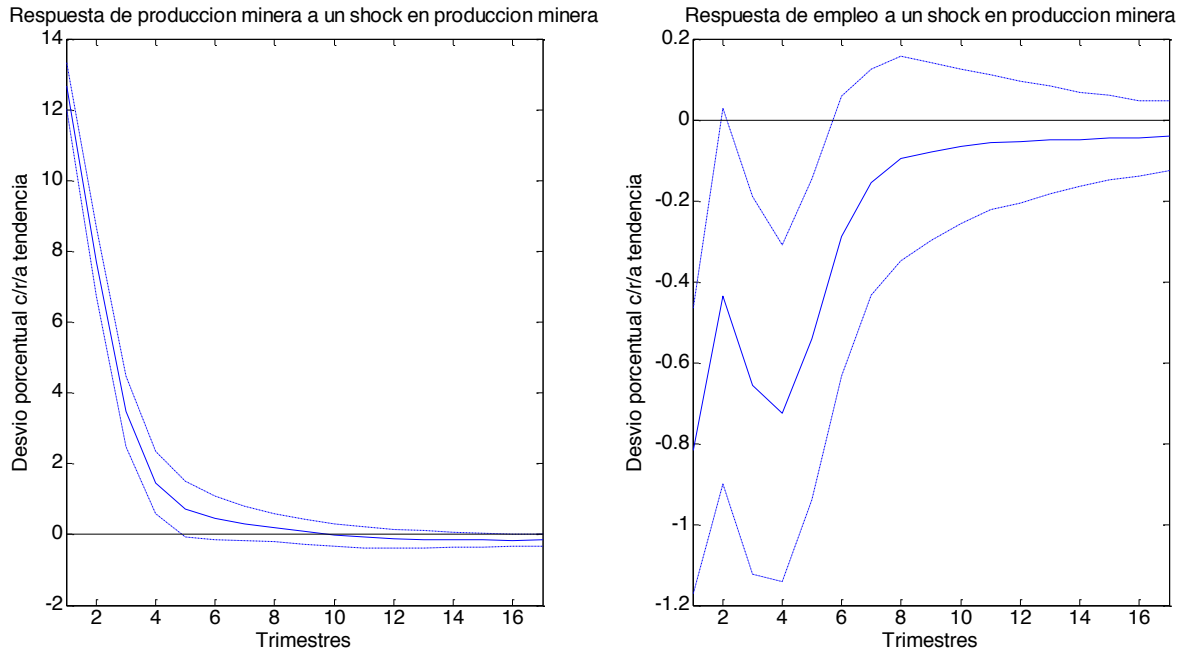 Respuesta de produccion minera a un shock en produccion minera
14
12
10
8
6
4
2
0
-2
2 4 6 8 10 12 14 16
Desvio porcentual c/r/a tendencia
Trimestres
Respuesta de empleo a un shock en produccion minera
0.2
0
-0.2
-0.4
-0.6
-0.8
-1
-1.2
2 4 6 8 10 12 14 16
Desvio porcentual c/r/a tendencia
Trimestres